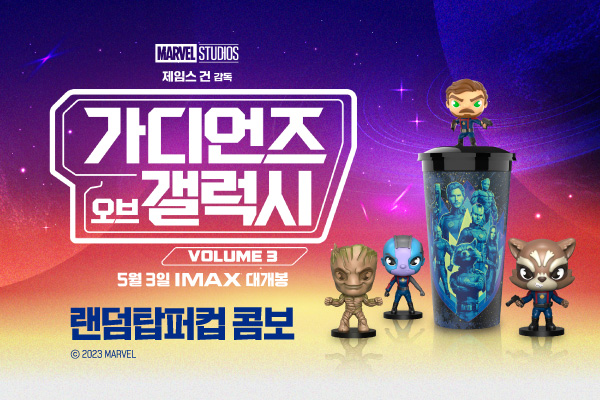 MARVEL STUDIOS
제임스 건 감독
가디언즈
오브 갤럭시
VOLUME 3
5월 3일 IMAX 대개봉
랜덤탑퍼컵 콤보
© 2023 MARVEL